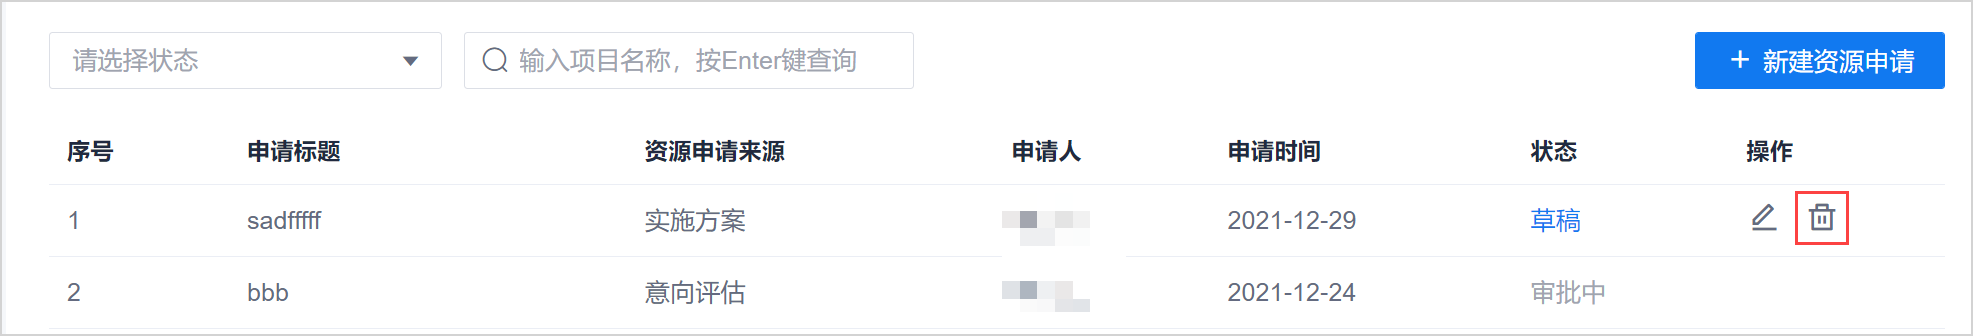 请选择状态 输入项目名称，按Enter键查询 + 新建资源申请
序号 申请标题 资源申请来源 申请人 申请时间 状态 操作
1 sadfffff 实施方案 2021-12-29 草稿
2 bbb 意向评估 2021-12-24 审批中